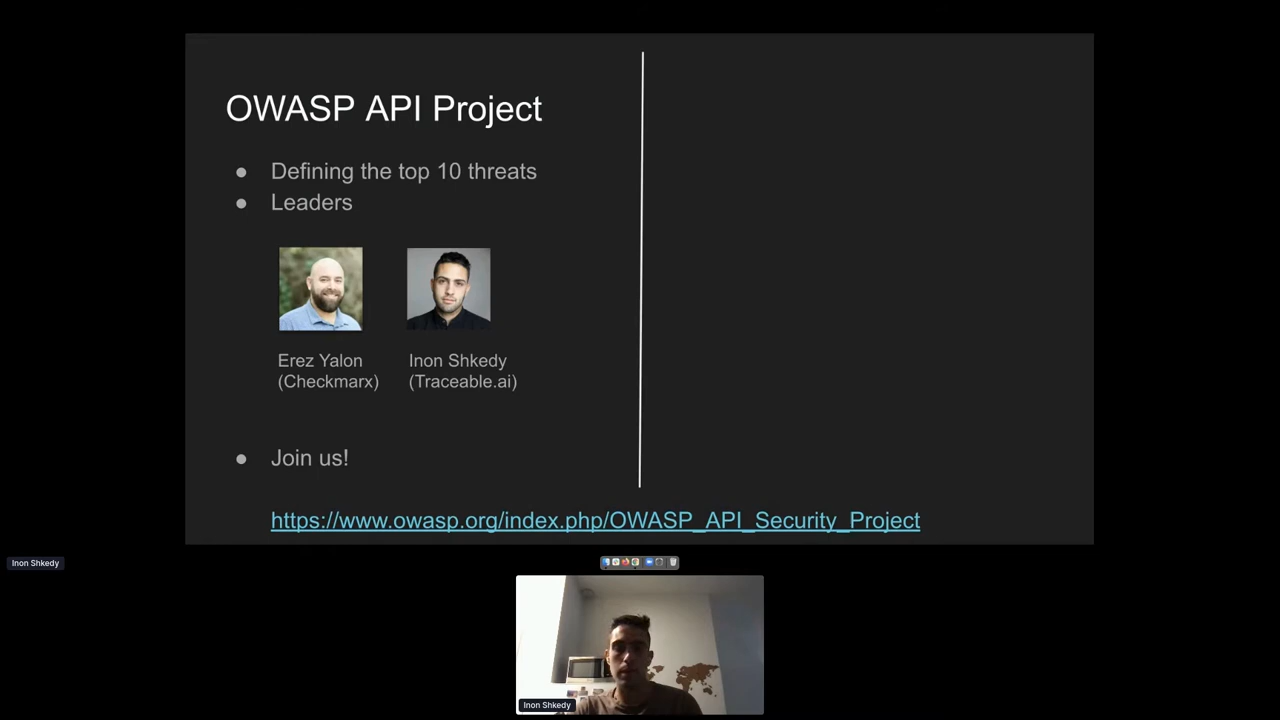 OWASP API Project
● Defining the top 10 threats
● Leaders
Erez Yalon
(Checkmarx)
Inon Shkedy
(Traceable.ai)
● Join us!
https://www.owasp.org/index.php/OWASP_API_Security_Project
Inon Shkedy
Inon Shkedy